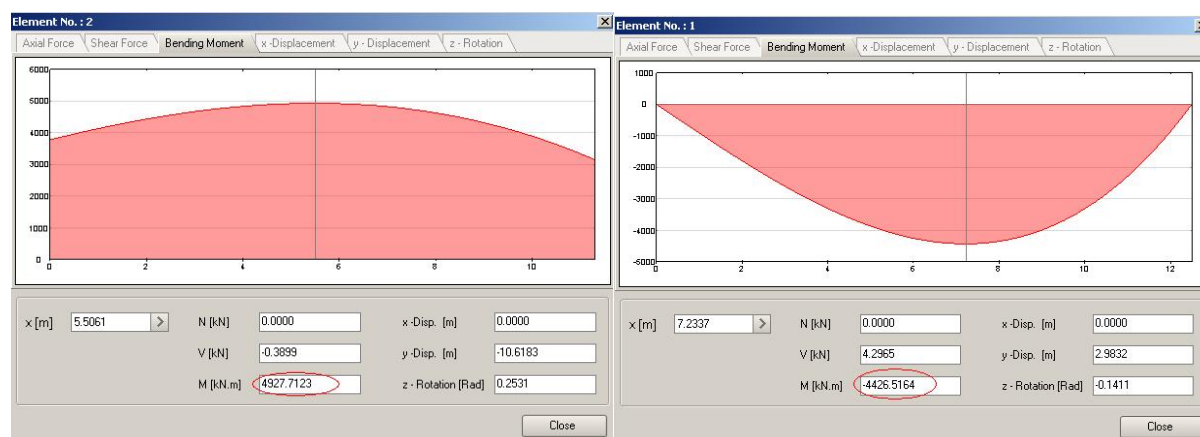 Element No. : 2
Axial Force Shear Force Bending Moment x -Displacement y - Displacement z - Rotation
6000
5000
4000
3000
2000
1000
0
0 2 4 6 8 10
x [m] 5.5061 > N [kN] 0.0000 x -Disp. [m] 0.0000
V [kN] -0.3899 y -Disp. [m] -10.6183
M [kN.m] 4927.7123 z - Rotation [Rad] 0.2531
Close
Element No. : 1
Axial Force Shear Force Bending Moment x -Displacement y - Displacement z - Rotation
1000
0
-1000
-2000
-3000
-4000
-5000
0 2 4 6 8 10 12
x [m] 7.2337 > N [kN] 0.0000 x -Disp. [m] 0.0000
V [kN] 4.2965 y -Disp. [m] 2.9832
M [kN.m] -4426.5164 z - Rotation [Rad] -0.1411
Close